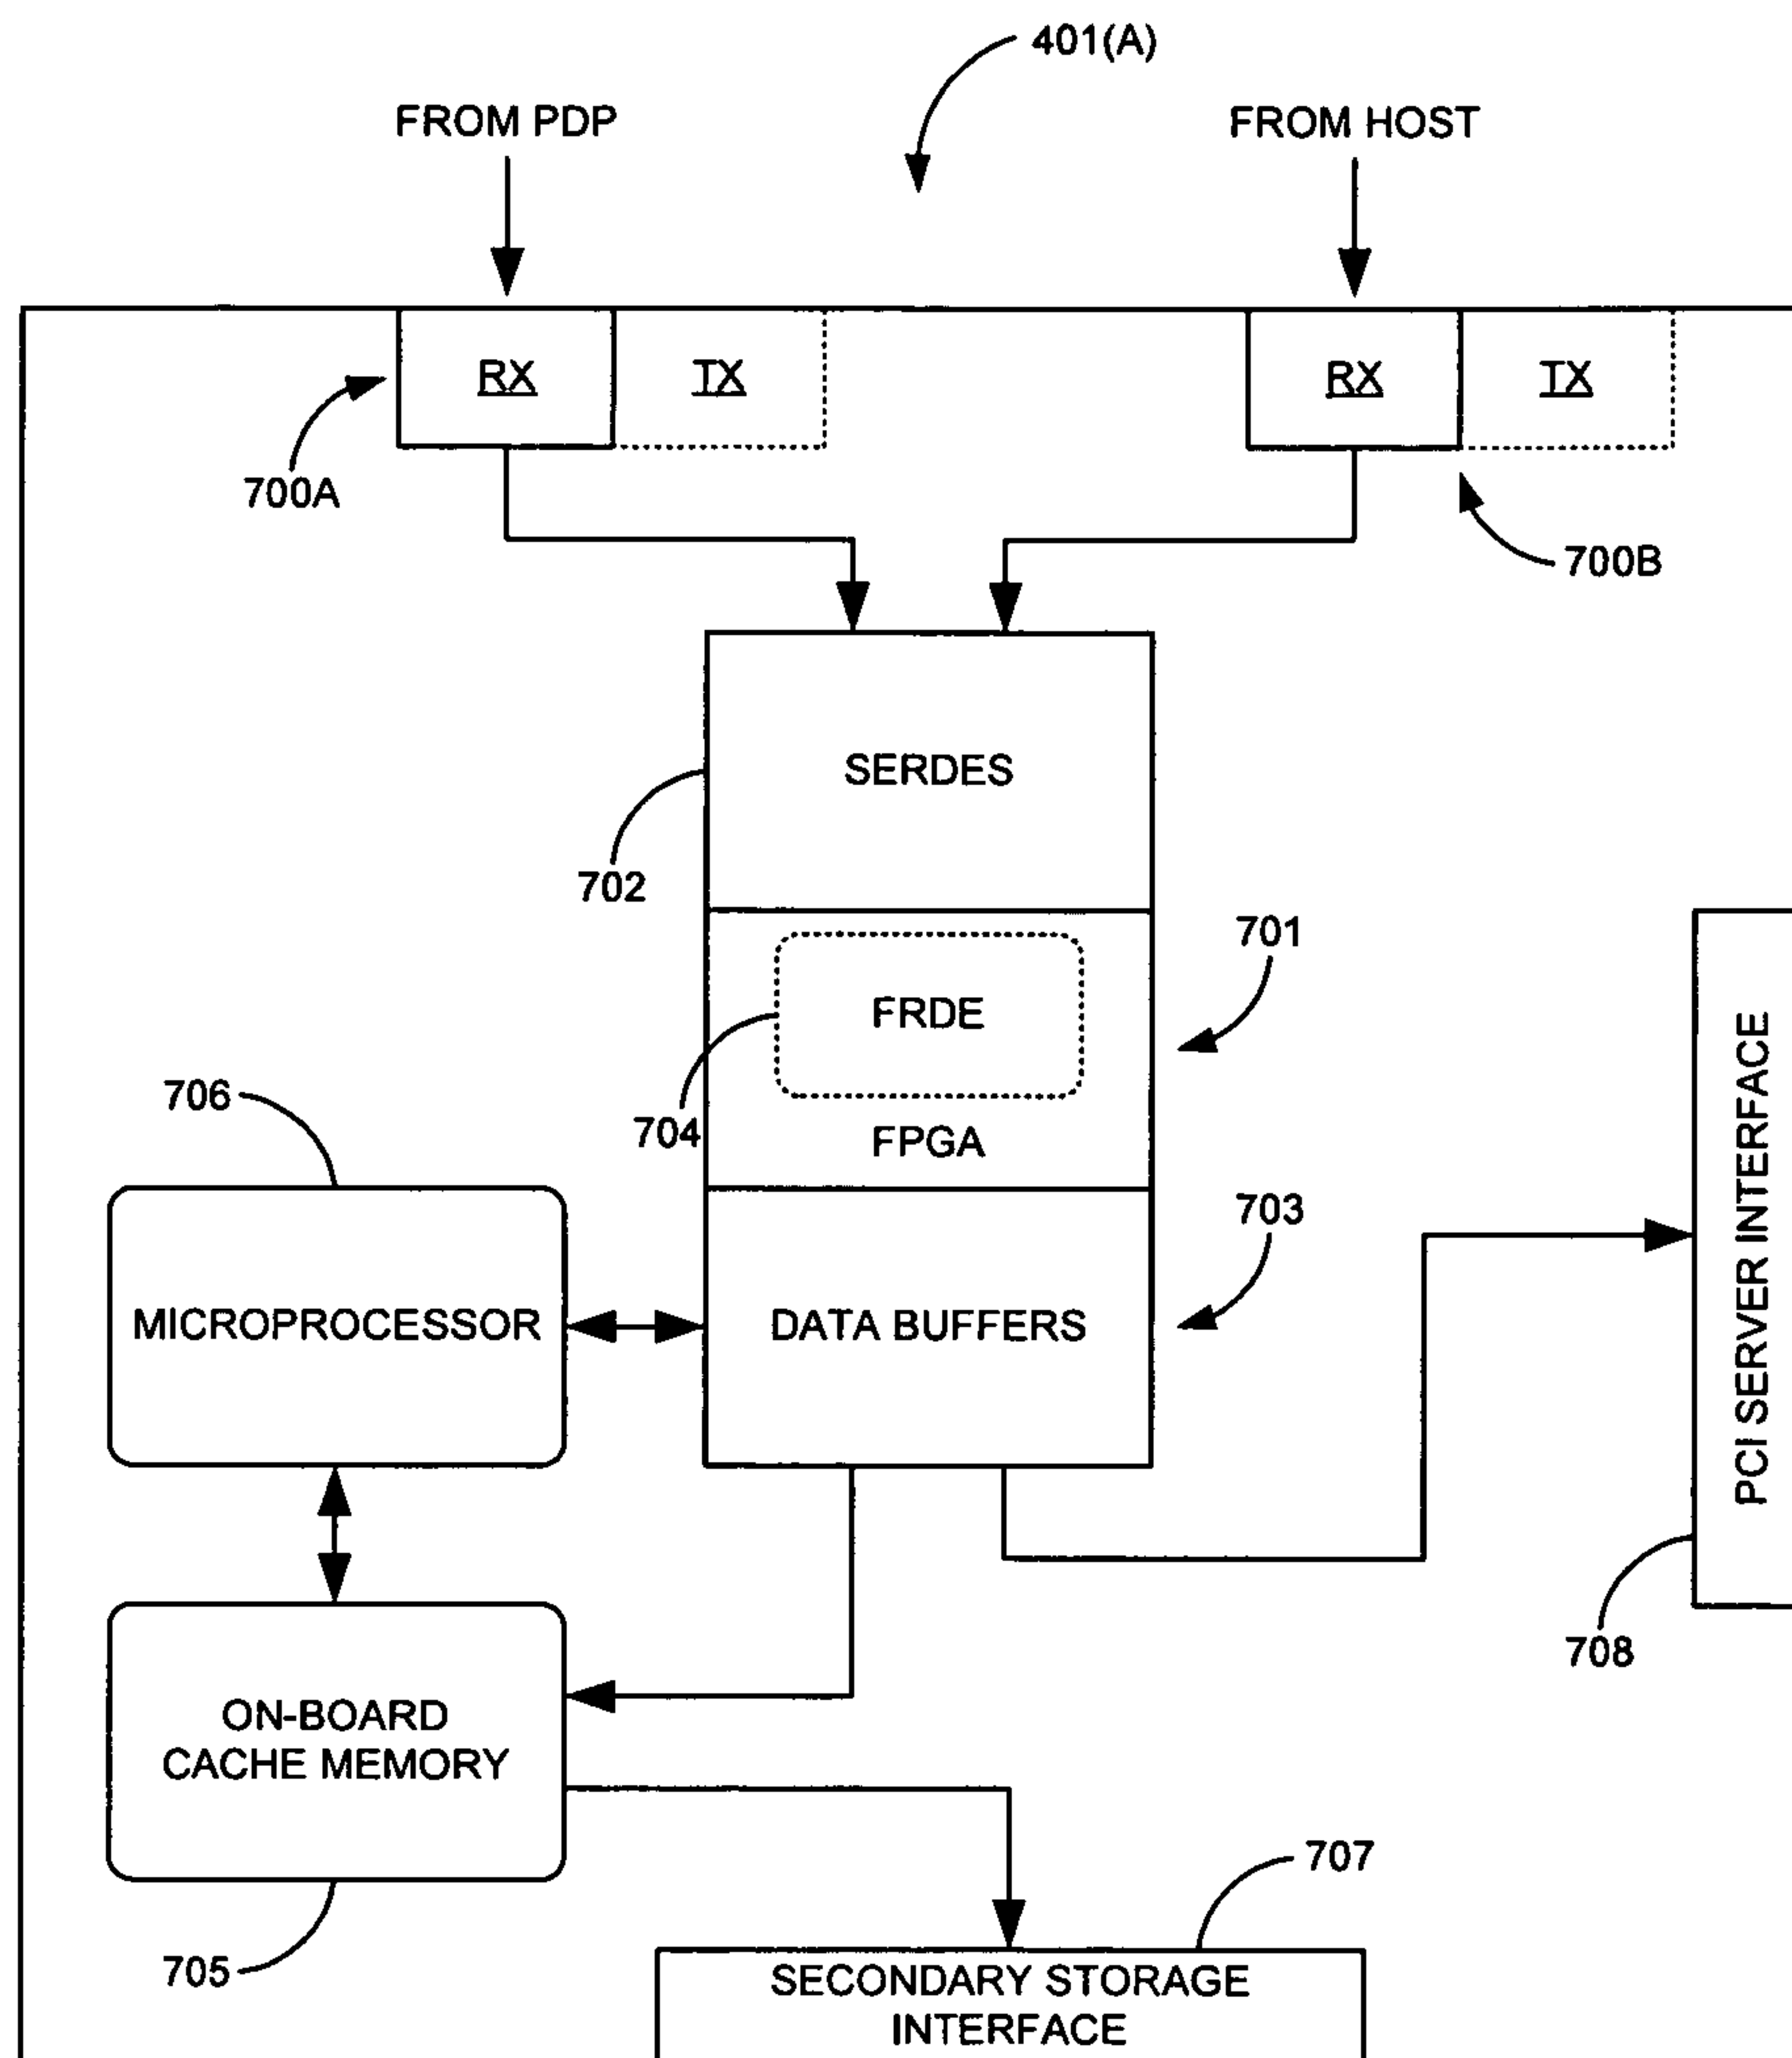 401(A)
FROM PDP
FROM HOST
RX
TX
RX
TX
700A
700B
SERDES
702
701
FRDE
704
FPGA
706
703
MICROPROCESSOR
DATA BUFFERS
PCI SERVER INTERFACE
708
ON-BOARD
CACHE MEMORY
707
705
SECONDARY STORAGE
INTERFACE